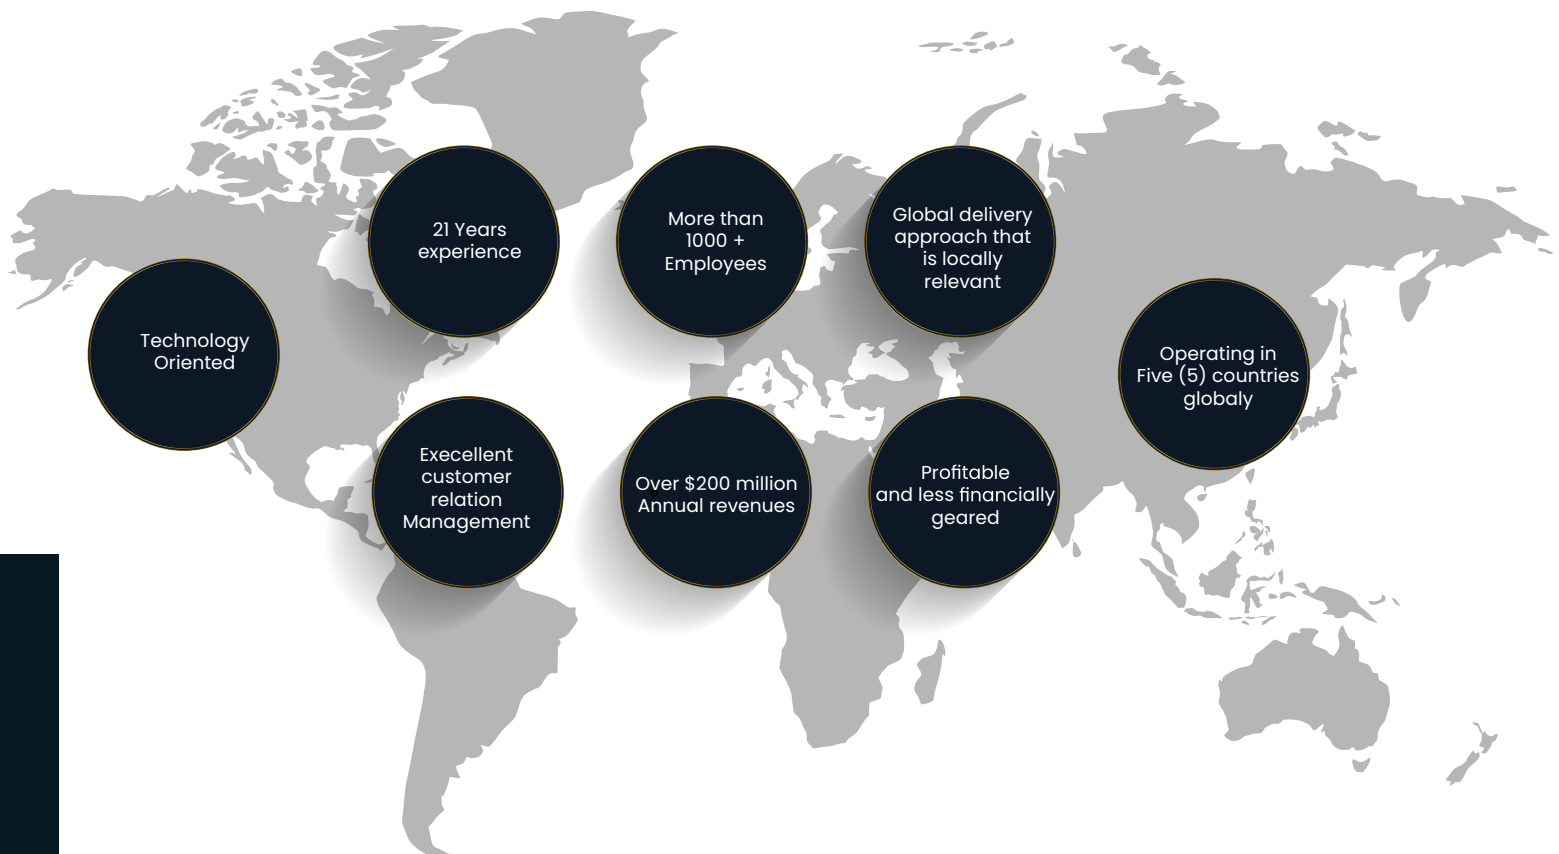 Technology
Oriented
21 Years
experience
More than
1000 +
Employees
Global delivery
approach that
is locally
relevant
Operating in
Five (5) countries
globaly
Execellent
customer
relation
Management
Over $200 million
Annual revenues
Profitable
and less financially
geared